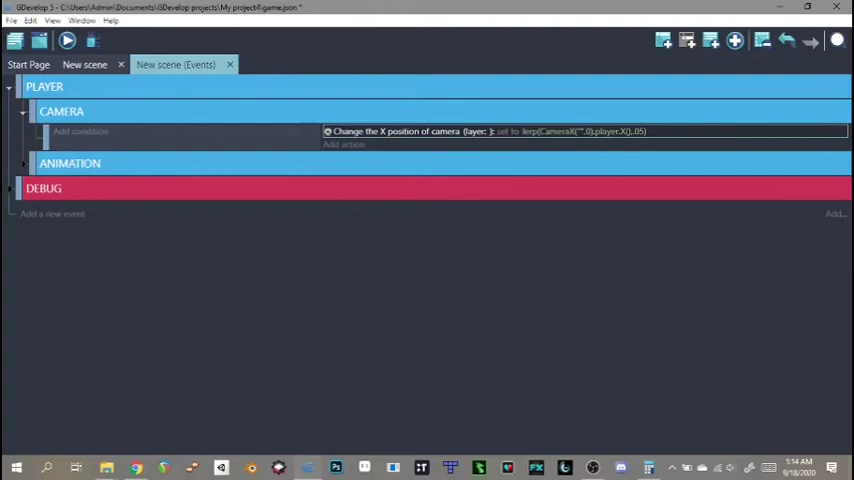 GDevelop 5 - C:\Users\Admin\Documents\GDevelop projects\My project4\game.json *
File Edit View Window Help
Start Page New scene New scene (Events)
PLAYER
CAMERA
Add condition Change the X position of camera (layer: ): set to lerp(CameraX("",0),player.X(),.05)
Add action
ANIMATION
DEBUG
Add a new event Add...
1:14 AM
9/18/2020